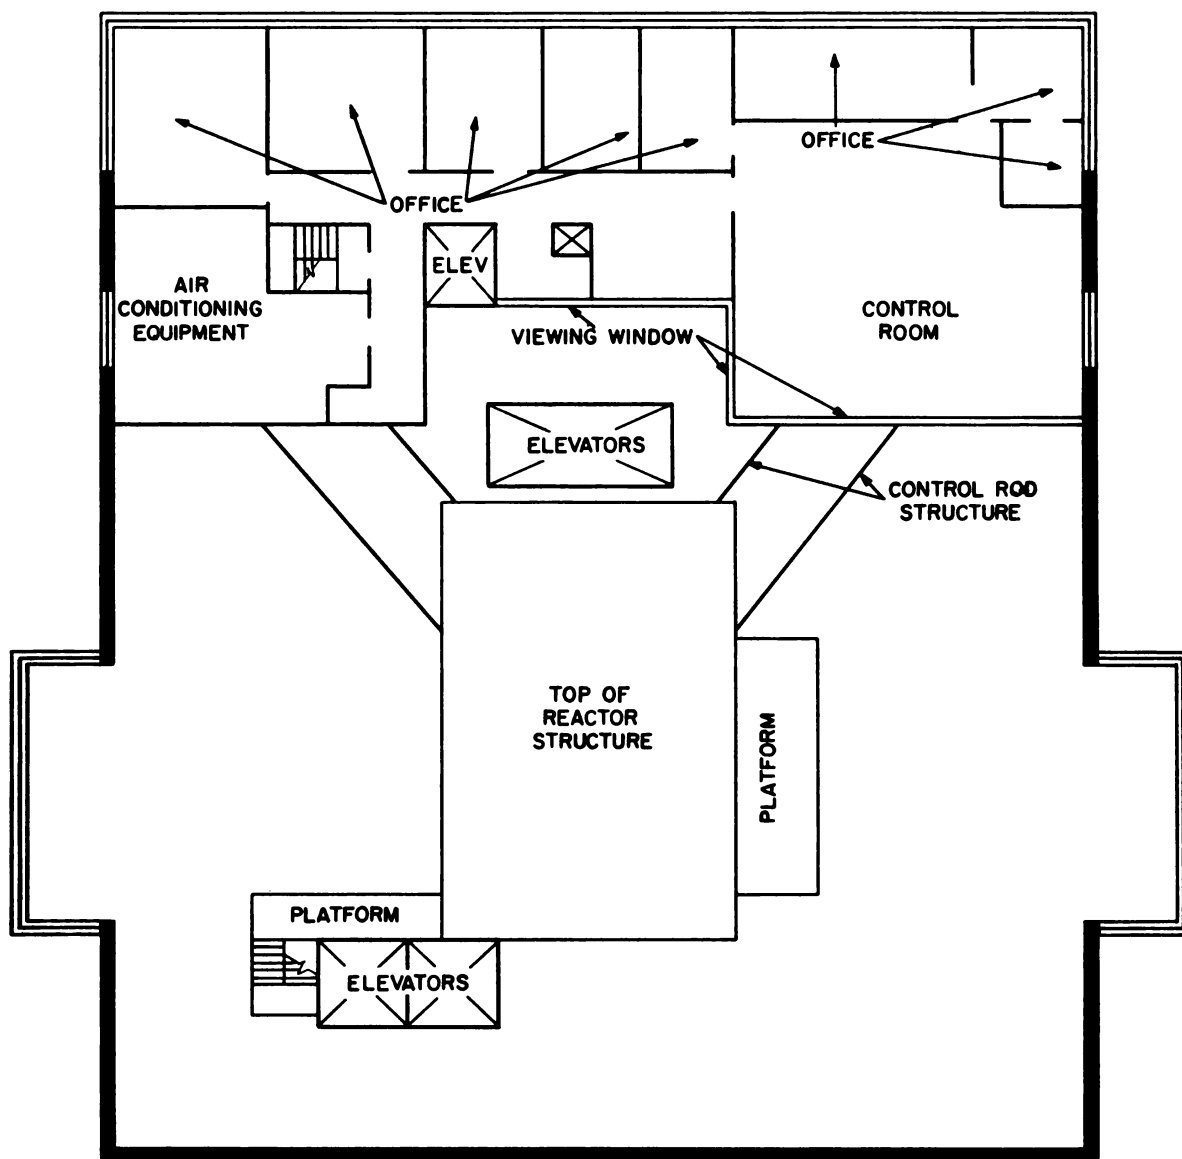 OFFICE
OFFICE
ELEV
AIR
CONDITIONING
EQUIPMENT
CONTROL
ROOM
VIEWING WINDOW
ELEVATORS
CONTROL ROD
STRUCTURE
TOP OF
REACTOR
STRUCTURE
PLATFORM
PLATFORM
ELEVATORS